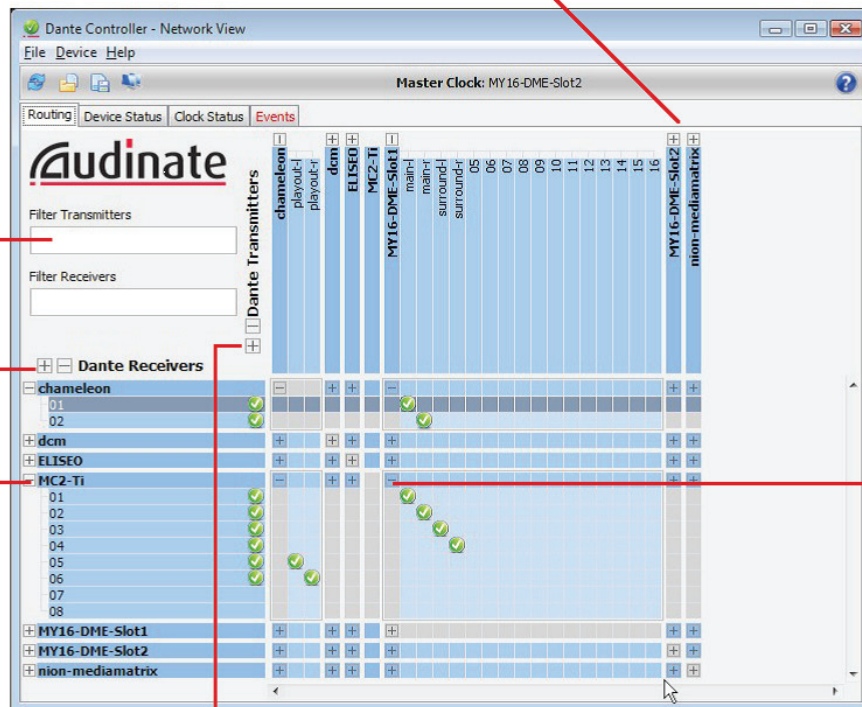 Dante Controller - Network View
File Device Help
Master Clock: MY16-DME-Slot2
Routing Device Status Clock Status Events
Audinate
Filter Transmitters
Filter Receivers
Dante Transmitters
chameleon
playout-l
playout-r
dcm
ELISEO
MC2-Ti
MY16-DME-Slot1
main-l
main-r
surround-l
surround-r
05
06
07
08
09
10
11
12
13
14
15
16
MY16-DME-Slot2
nion-mediamatrix
Dante Receivers
chameleon
01
02
dcm
ELISEO
MC2-Ti
01
02
03
04
05
06
07
08
MY16-DME-Slot1
MY16-DME-Slot2
nion-mediamatrix